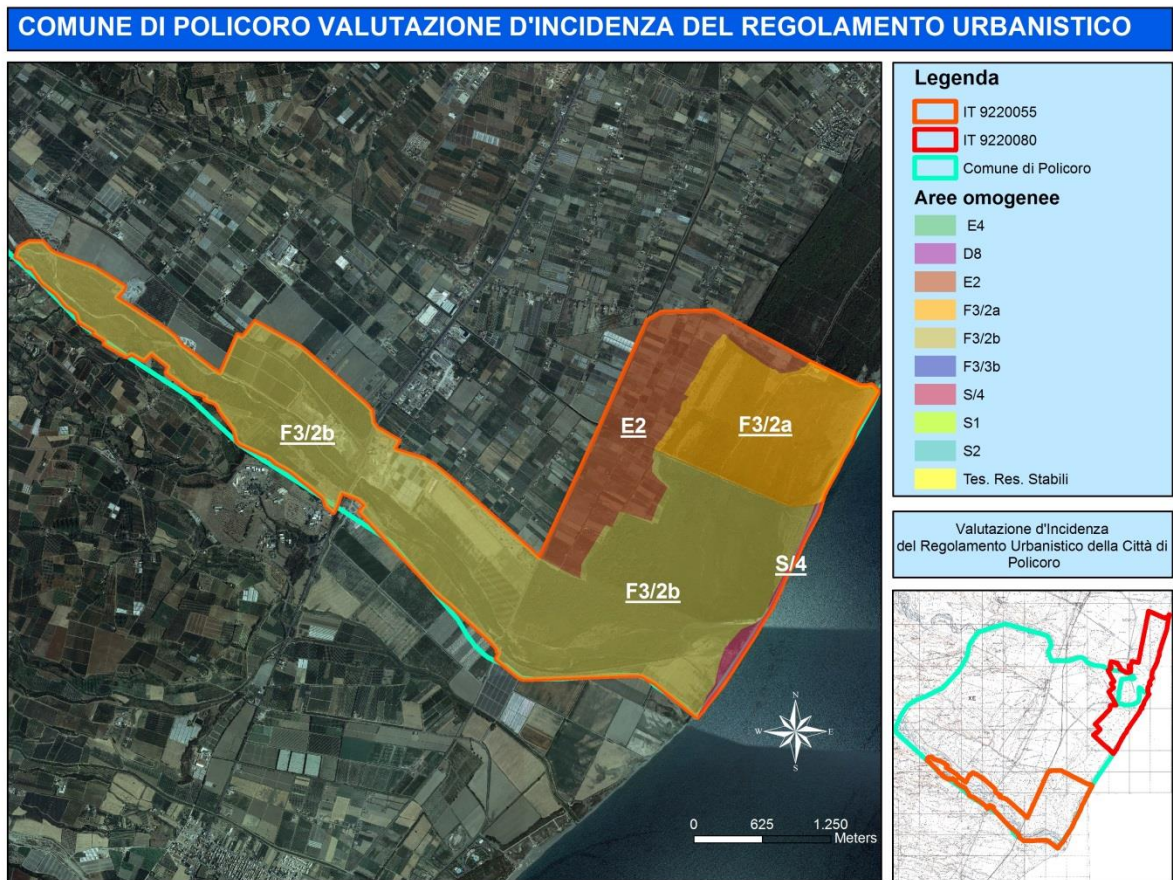 COMUNE DI POLICORO VALUTAZIONE D'INCIDENZA DEL REGOLAMENTO URBANISTICO
Legenda
IT 9220055
IT 9220080
Comune di Policoro
Aree omogenee
E4
D8
E2
F3/2a
F3/2b
F3/3b
S/4
S1
S2
Tes. Res. Stabili
F3/2b
E2
F3/2a
S/4
F3/2b
N
W
E
S
0 625 1.250
Meters
Valutazione d'Incidenza
del Regolamento Urbanistico della Città di
Policoro